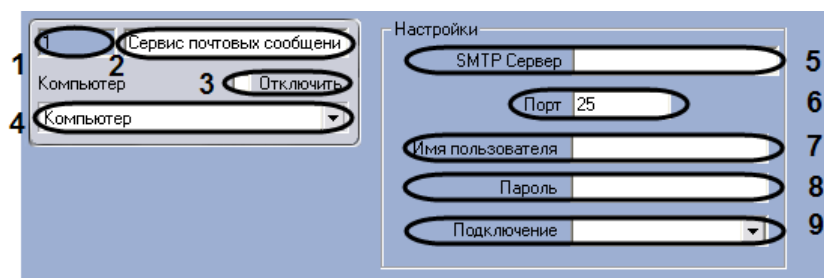 1 Сервис почтовых сообщени
1 2
Компьютер 3 Отключить
4 Компьютер
Настройки
SMTP Сервер 5
Порт 25 6
Имя пользователя 7
Пароль 8
Подключение 9